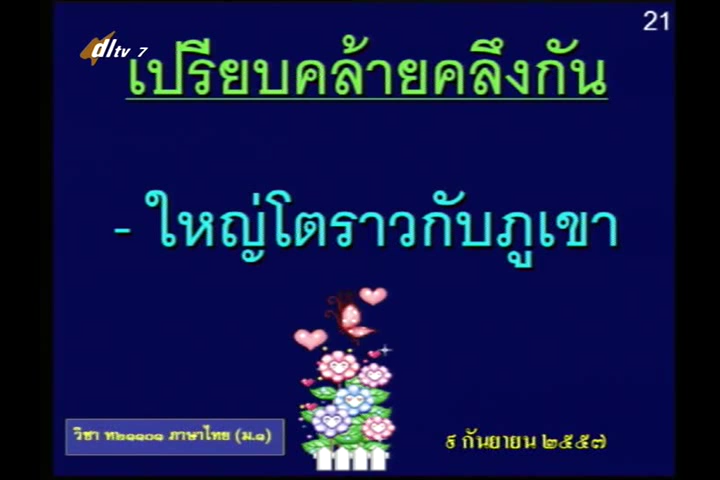 21
dltv 7
เปรียบคล้ายคลึงกัน
- ใหญ่โตราวกับภูเขา
วิชา ท๒๑๑๐๑ ภาษาไทย (ม.๑)
๙ กันยายน ๒๕๕๗